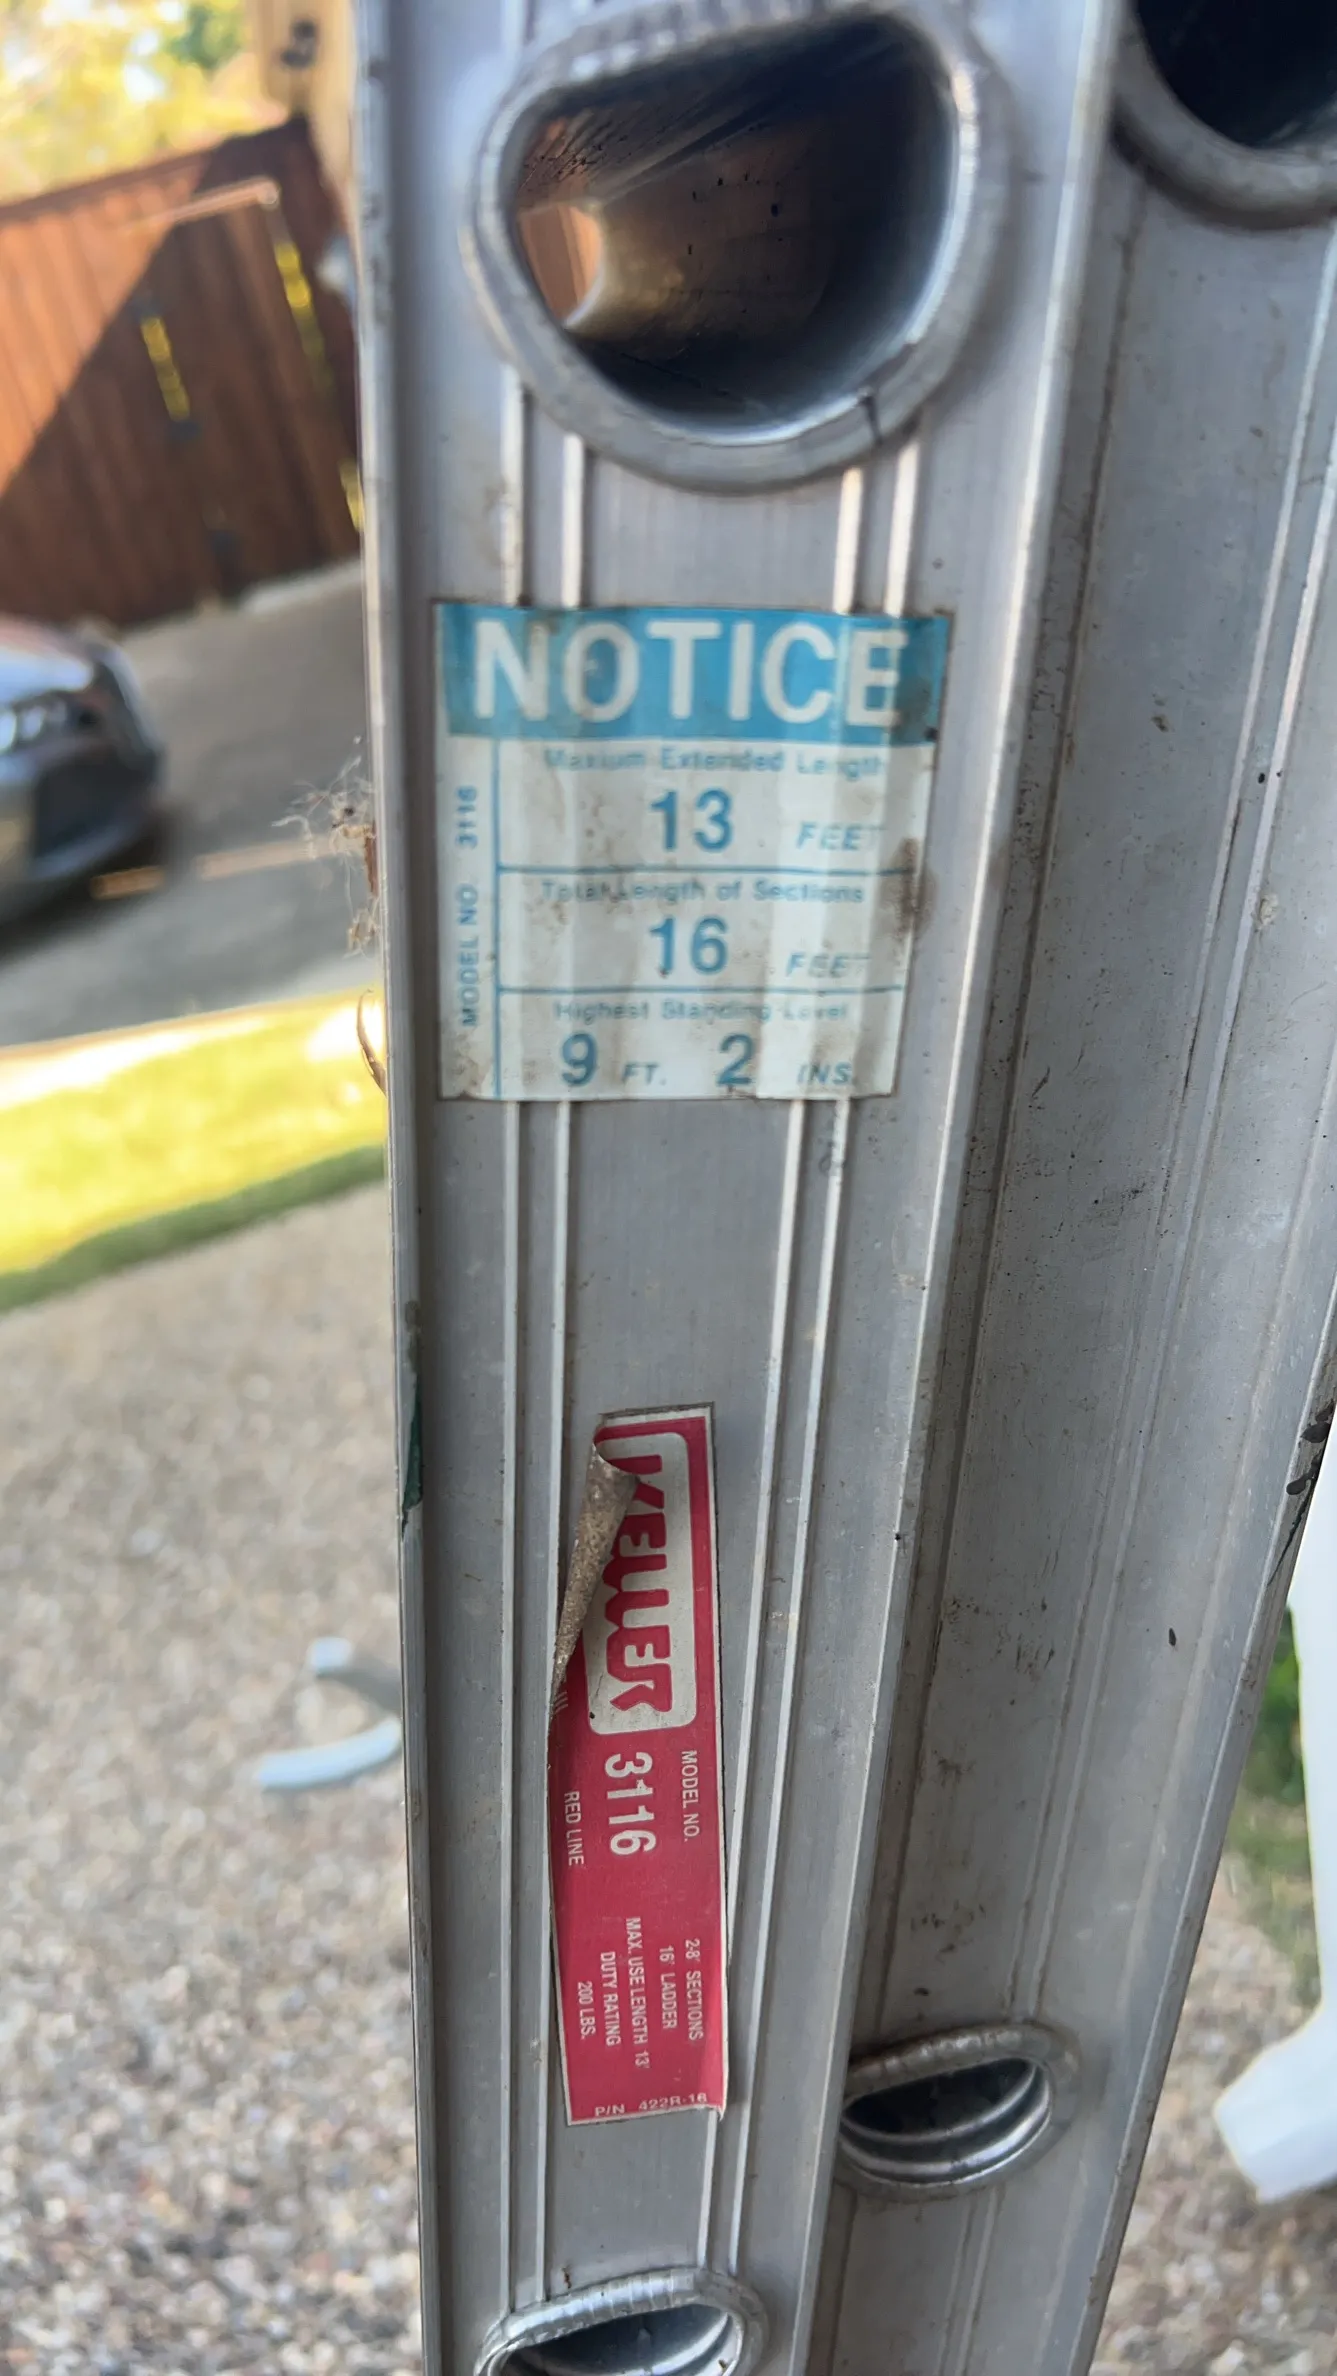 NOTICE
Maxium Extended Length
13 FEET
Total Length of Sections
16 FEET
Highest Standing Level
9 FT. 2 INS.
MODEL NO. 3116
KELLER
MODEL NO.
3116
RED LINE
2-8' SECTIONS
16' LADDER
MAX. USE LENGTH 13'
DUTY RATING
200 LBS.
P/N 422R-16